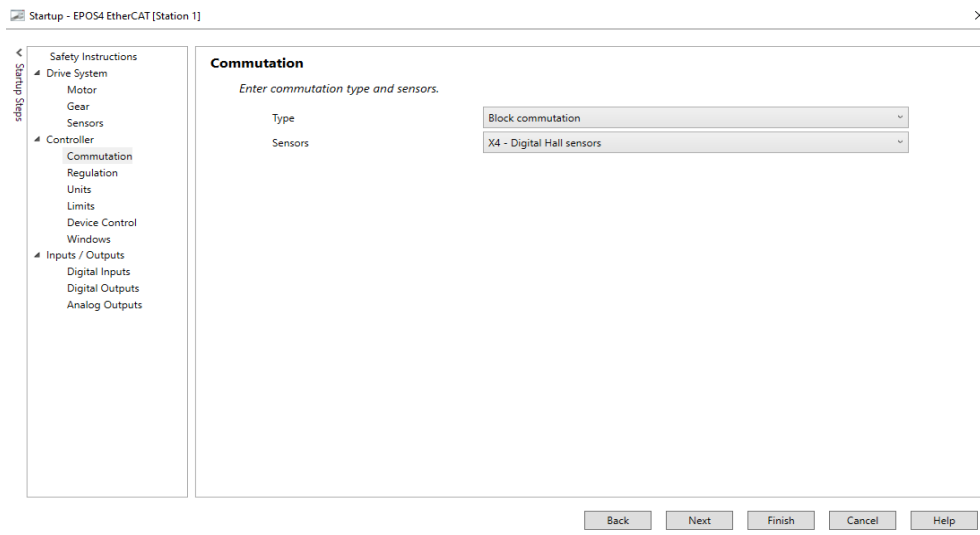 Startup - EPOS4 EtherCAT [Station 1]
Startup Steps
Safety Instructions
Drive System
Motor
Gear
Sensors
Controller
Commutation
Regulation
Units
Limits
Device Control
Windows
Inputs / Outputs
Digital Inputs
Digital Outputs
Analog Outputs
Commutation
Enter commutation type and sensors.
Type Block commutation
Sensors X4 - Digital Hall sensors
Back Next Finish Cancel Help